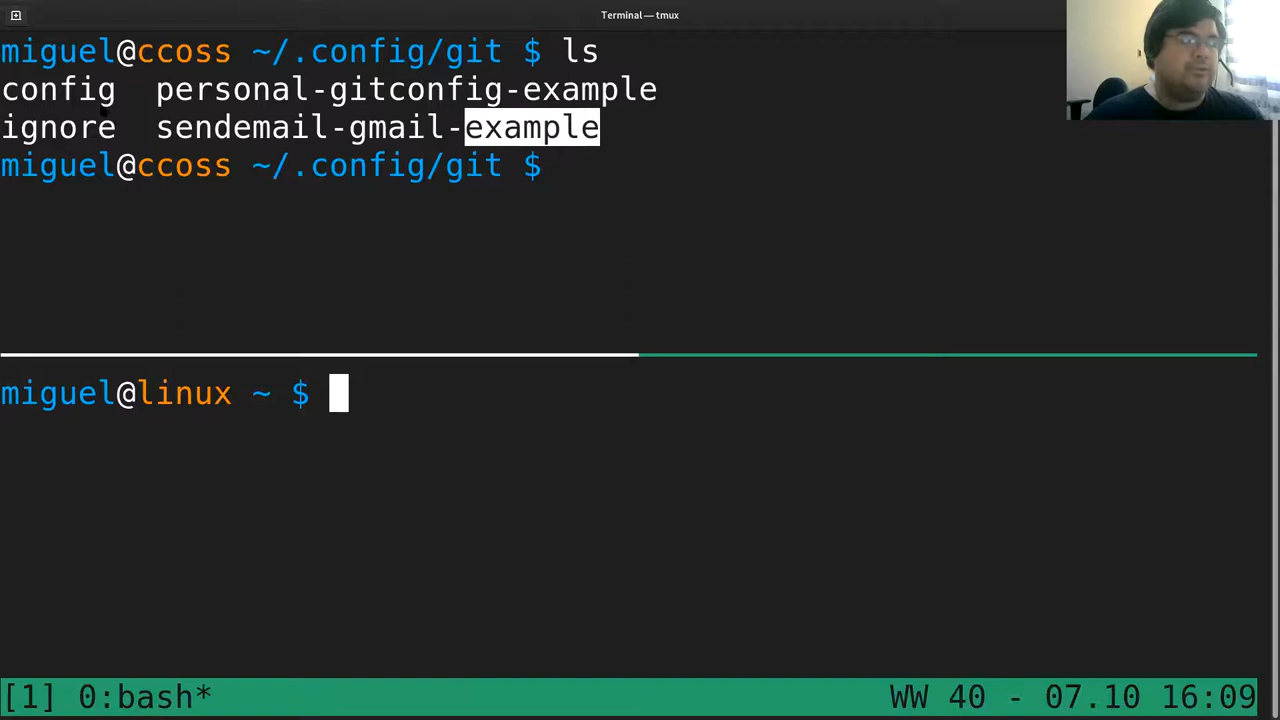 Terminal — tmux
miguel@ccoss ~/.config/git $ ls
config  personal-gitconfig-example
ignore  sendemail-gmail-example
miguel@ccoss ~/.config/git $
miguel@linux ~ $
[1] 0:bash*  WW 40 - 07.10 16:09